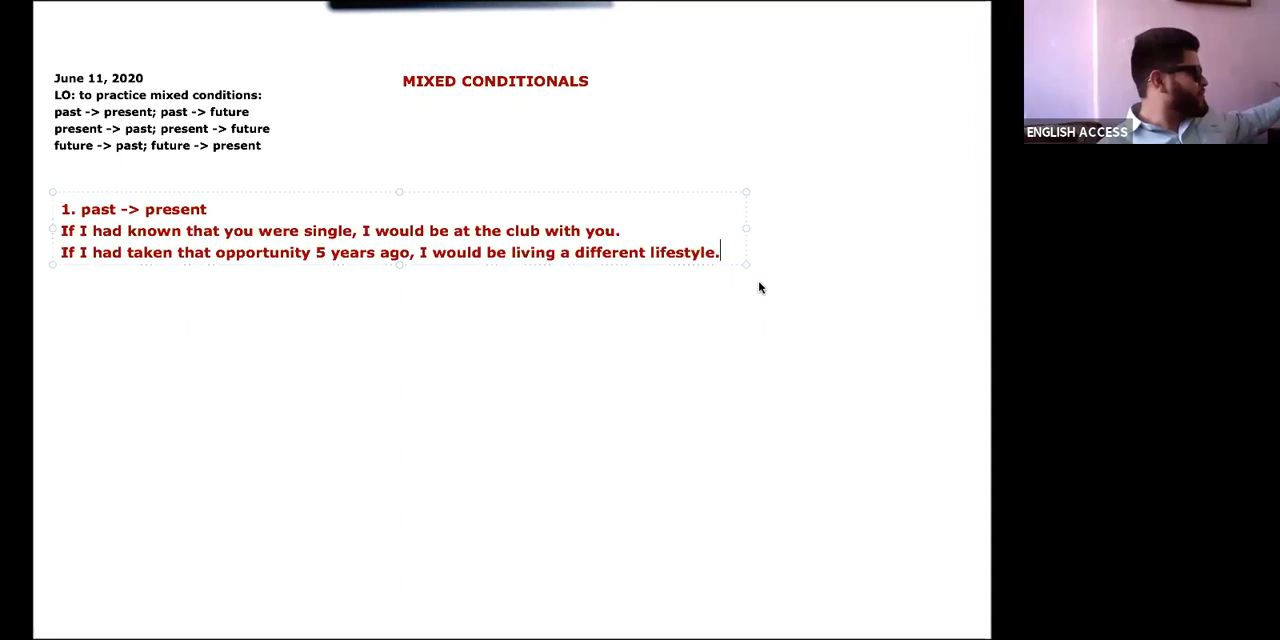 June 11, 2020
MIXED CONDITIONALS
LO: to practice mixed conditions:
past -> present; past -> future
present -> past; present -> future
future -> past; future -> present
1. past -> present
If I had known that you were single, I would be at the club with you.
If I had taken that opportunity 5 years ago, I would be living a different lifestyle.
ENGLISH ACCESS